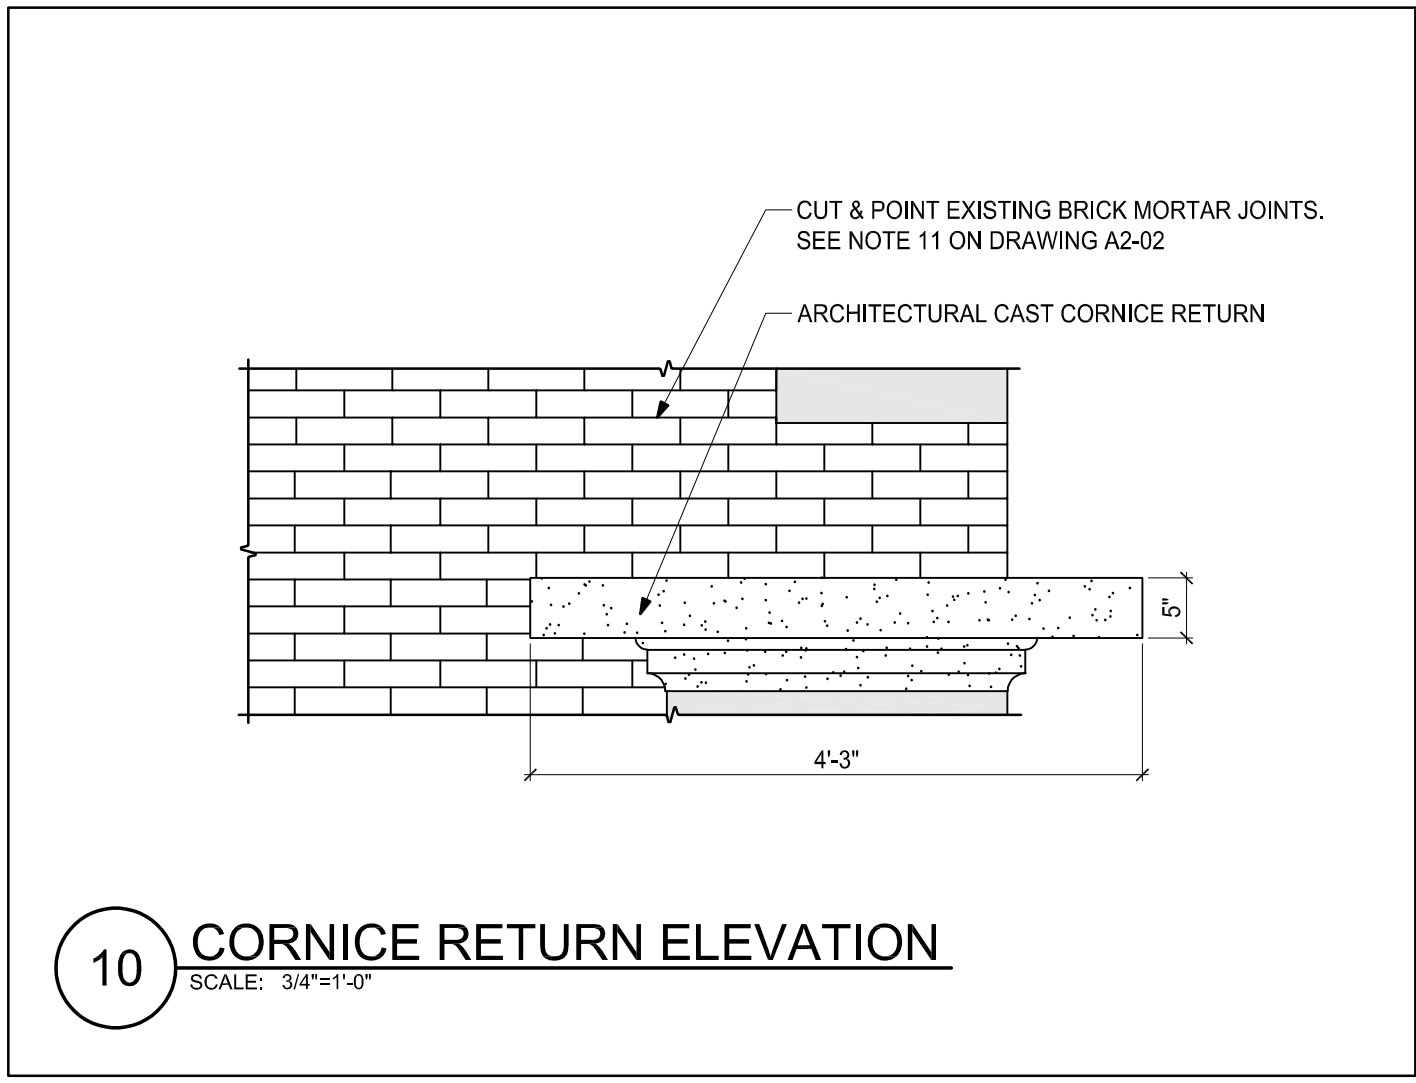 CUT & POINT EXISTING BRICK MORTAR JOINTS.
SEE NOTE 11 ON DRAWING A2-02
ARCHITECTURAL CAST CORNICE RETURN
5"
4'-3"
10
CORNICE RETURN ELEVATION
SCALE: 3/4"=1'-0"